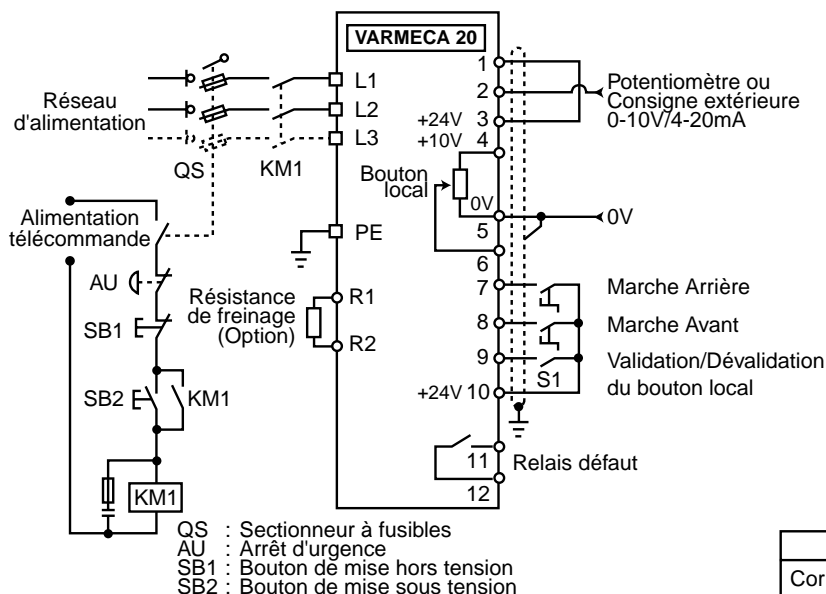 VARMECA 20
Réseau
d'alimentation
L1
L2
L3
QS
KM1
1
2
+24V 3
+10V 4
Potentiomètre ou
Consigne extérieure
0-10V/4-20mA
Bouton
local
0V
5
0V
6
Alimentation
télécommande
PE
AU
SB1
SB2
KM1
KM1
Résistance
de freinage
(Option)
R1
R2
7
Marche Arrière
8
Marche Avant
9
S1
Validation/Dévalidation
du bouton local
+24V 10
11
Relais défaut
12
QS : Sectionneur à fusibles
AU : Arrêt d'urgence
SB1 : Bouton de mise hors tension
SB2 : Bouton de mise sous tension